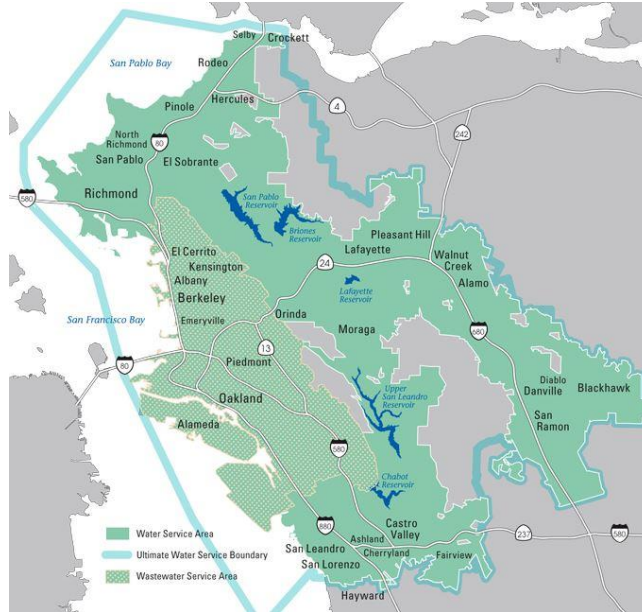 Selby
Crockett
San Pablo Bay
Rodeo
Hercules
4
Pinole
242
North
Richmond
80
San Pablo
El Sobrante
Richmond
580
San Pablo
Reservoir
Briones
Reservoir
Pleasant Hill
Lafayette
El Cerrito
Kensington
24
Walnut
Creek
Albany
Alamo
Berkeley
Lafayette
Reservoir
San Francisco Bay
Emeryville
Orinda
Moraga
680
13
80
Piedmont
Diablo
Danville
Blackhawk
Oakland
Upper
San Leandro
Reservoir
Alameda
San
Ramon
580
Chabot
Reservoir
880
Castro
Valley
237
580
Ashland
San Leandro
Cherryland
Fairview
San Lorenzo
Hayward
Water Service Area
Ultimate Water Service Boundary
Wastewater Service Area